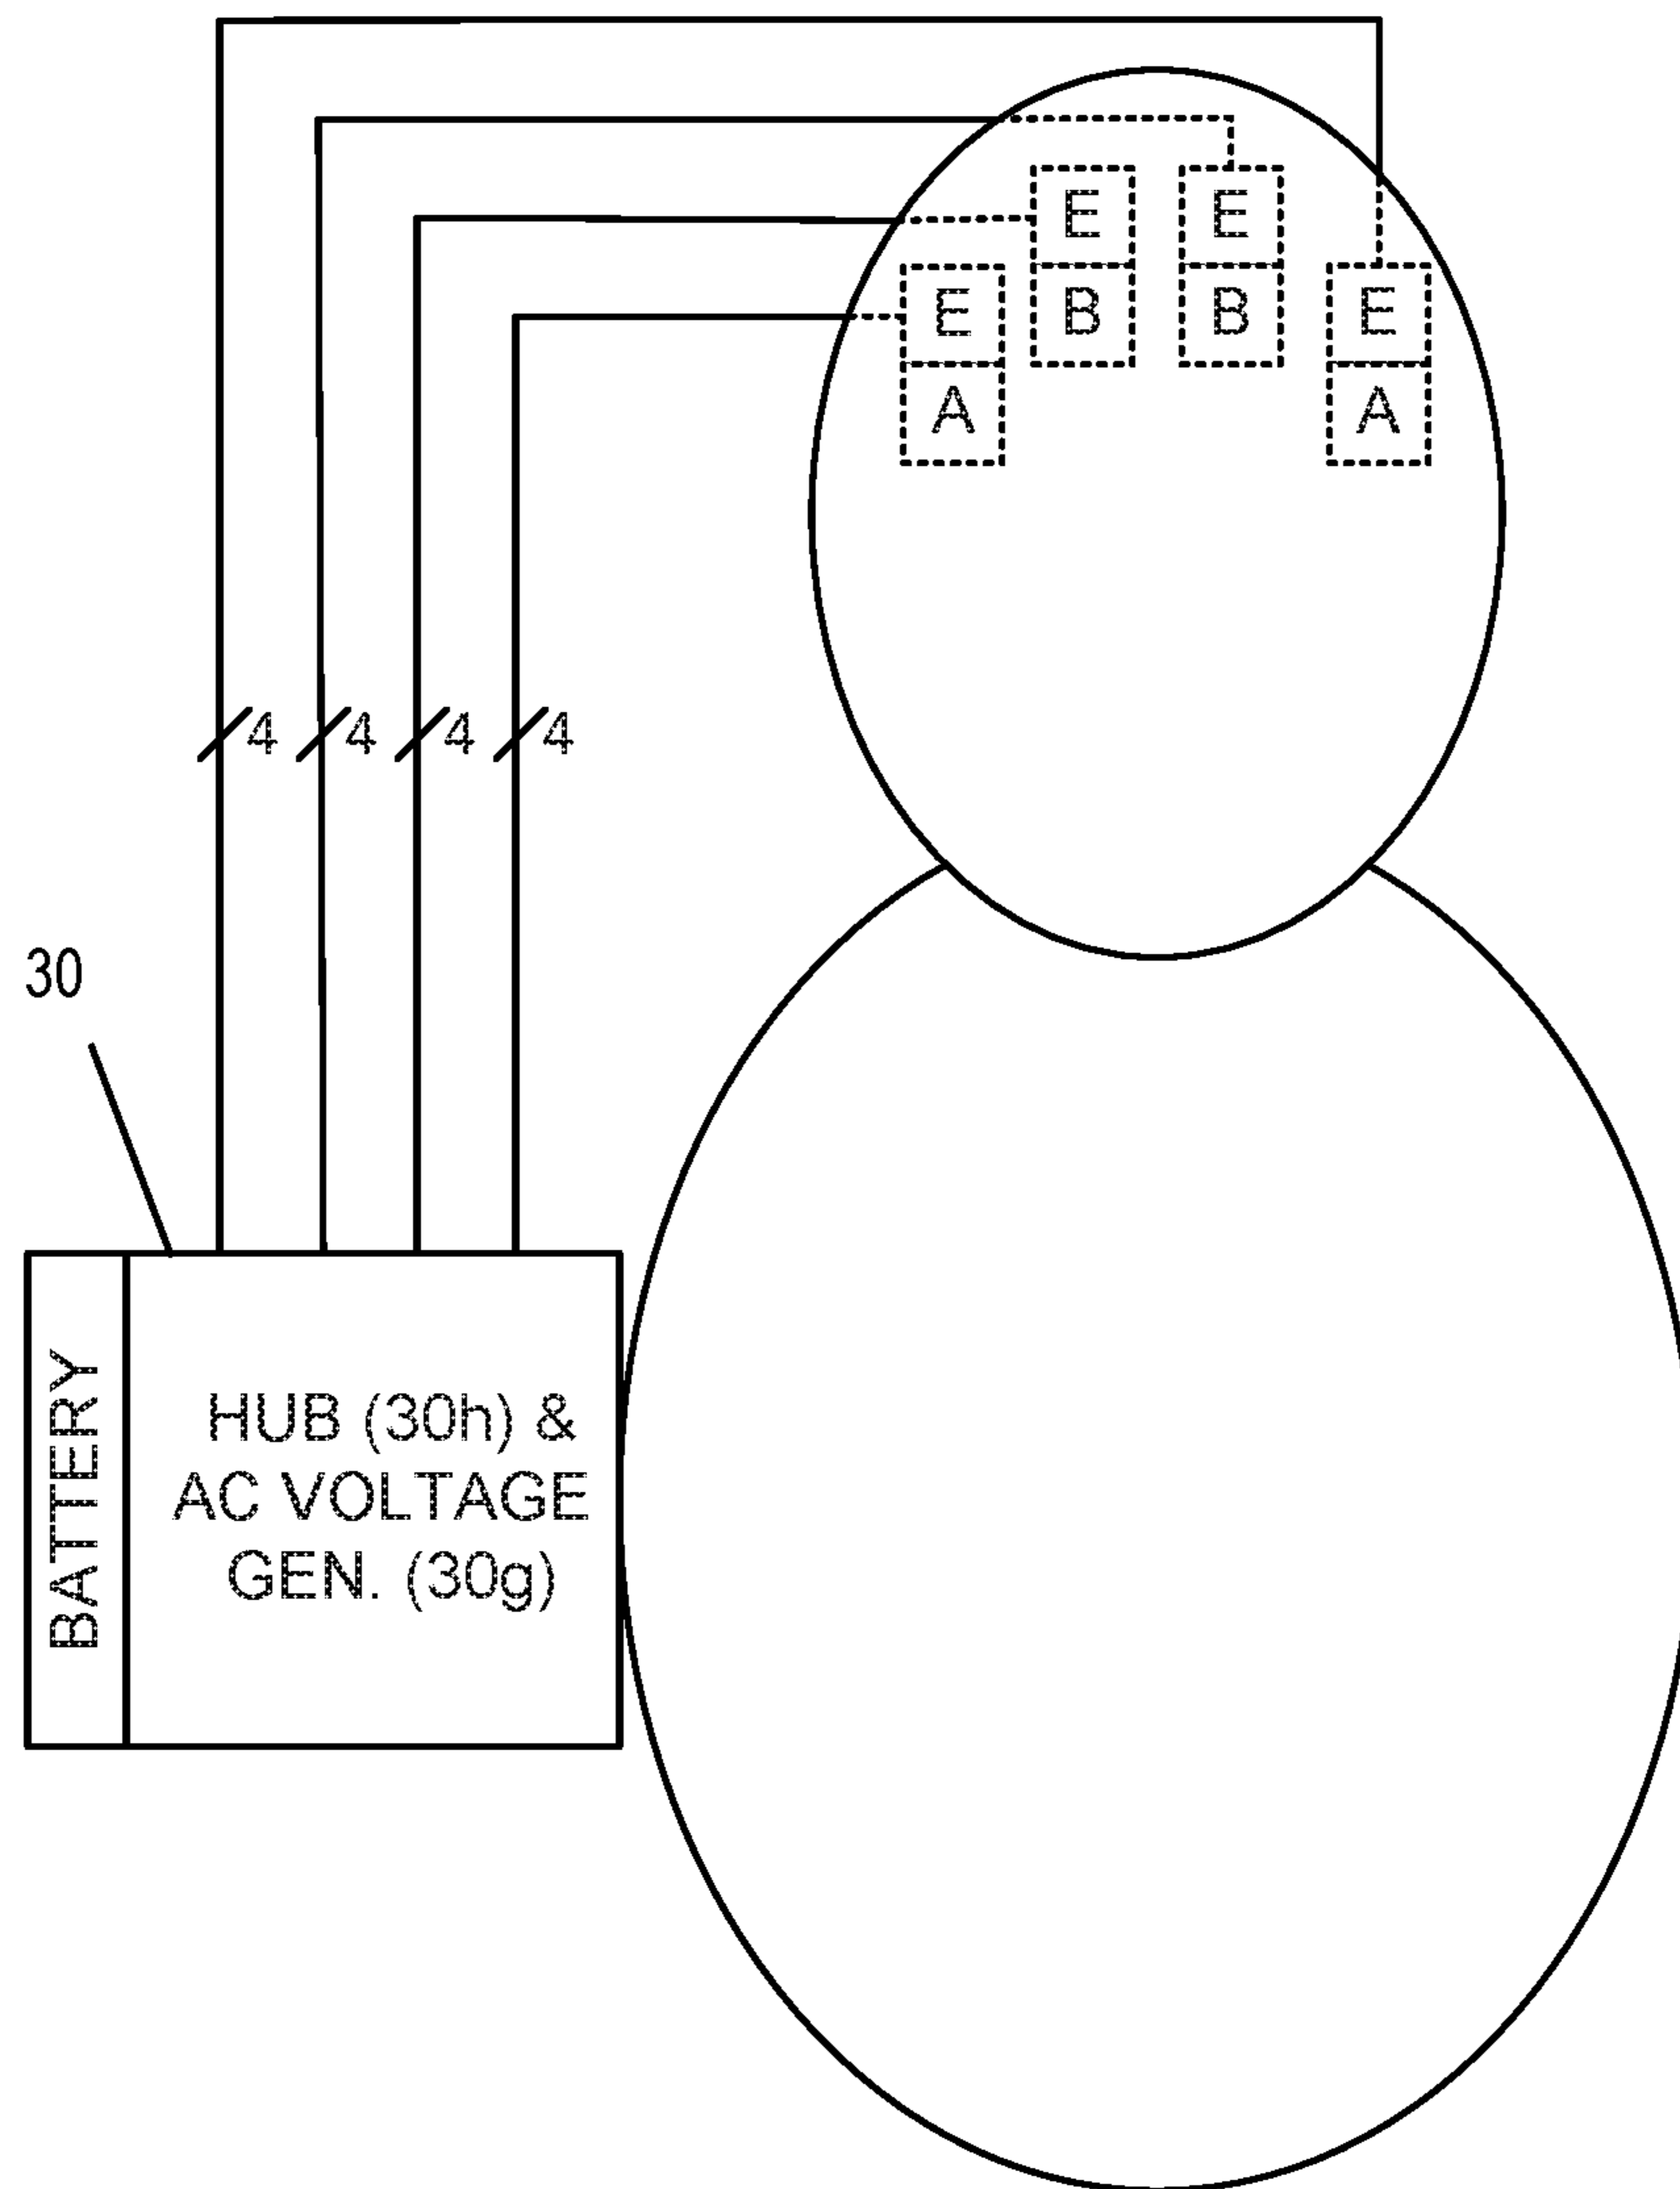 E E
E B B E
A A
4 4 4 4
30
BATTERY
HUB (30h) &
AC VOLTAGE
GEN. (30g)